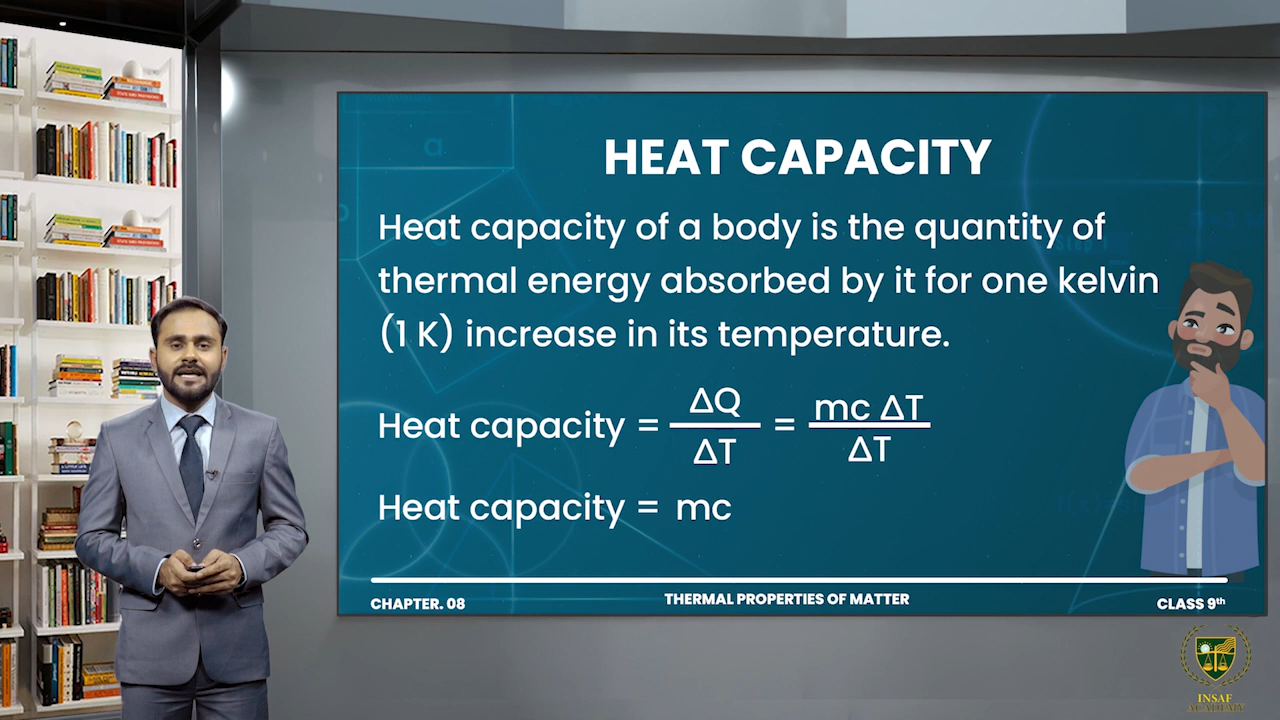 HEAT CAPACITY
Heat capacity of a body is the quantity of
thermal energy absorbed by it for one kelvin
(1 K) increase in its temperature.
Heat capacity = ΔQ/ΔT = mc ΔT/ΔT
Heat capacity = mc
CHAPTER. 08
THERMAL PROPERTIES OF MATTER
CLASS 9th
INSAF
ACADEMY